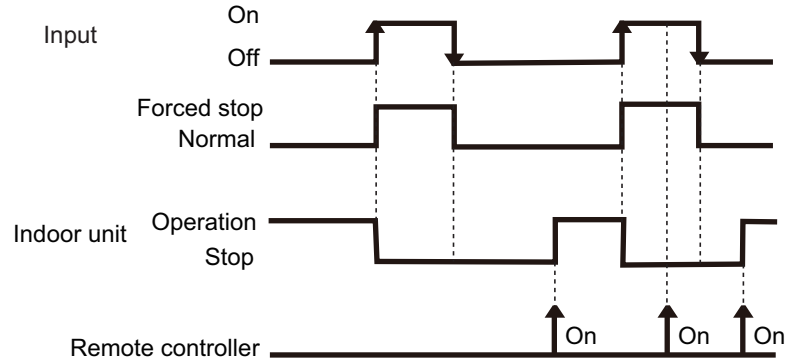 On
Input
Off
Forced stop
Normal
Operation
Indoor unit
Stop
On On On
Remote controller